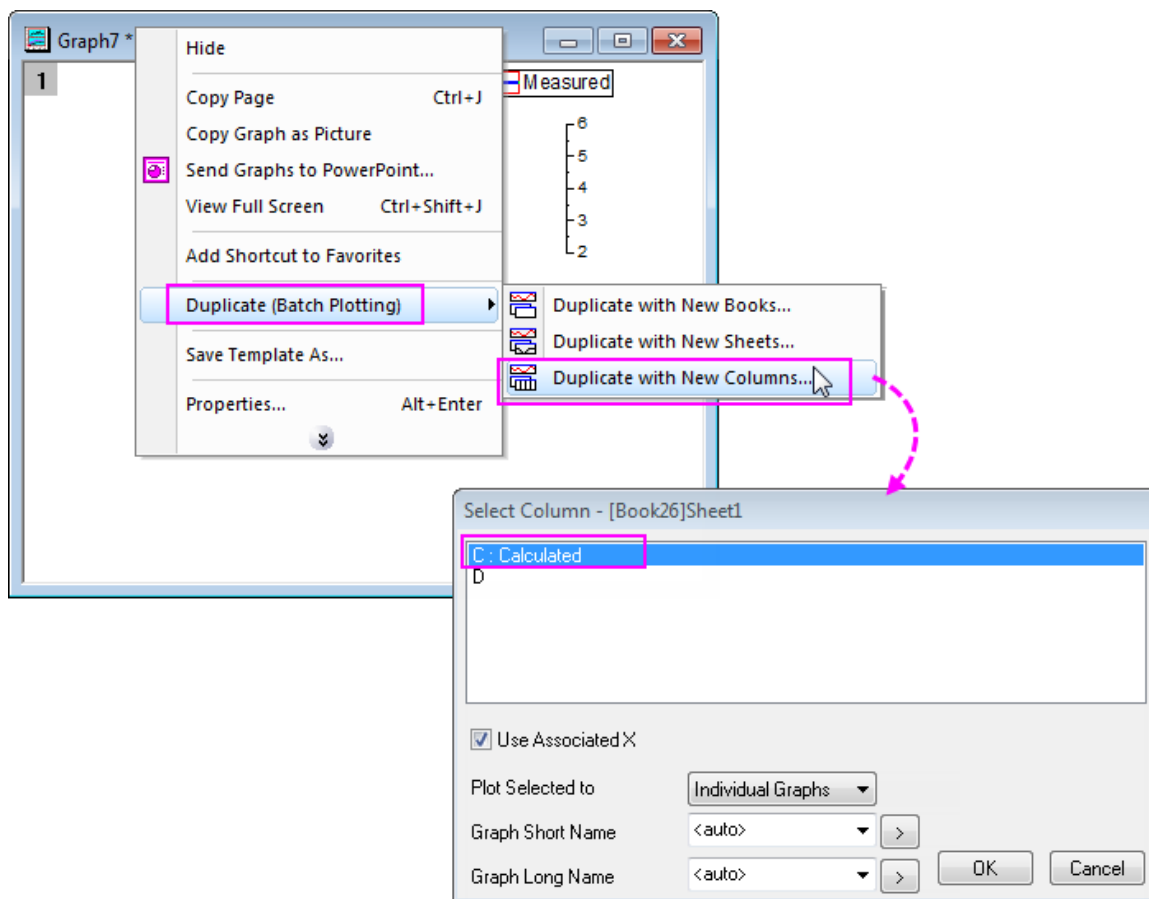 Graph7 *
1
Hide
Copy Page Ctrl+J
Copy Graph as Picture
Send Graphs to PowerPoint...
View Full Screen Ctrl+Shift+J
Add Shortcut to Favorites
Duplicate (Batch Plotting)
Save Template As...
Properties... Alt+Enter
Measured
6
5
4
3
2
Duplicate with New Books...
Duplicate with New Sheets...
Duplicate with New Columns...
Select Column - [Book26]Sheet1
C : Calculated
D
Use Associated X
Plot Selected to Individual Graphs
Graph Short Name <auto> >
Graph Long Name <auto> >
OK Cancel